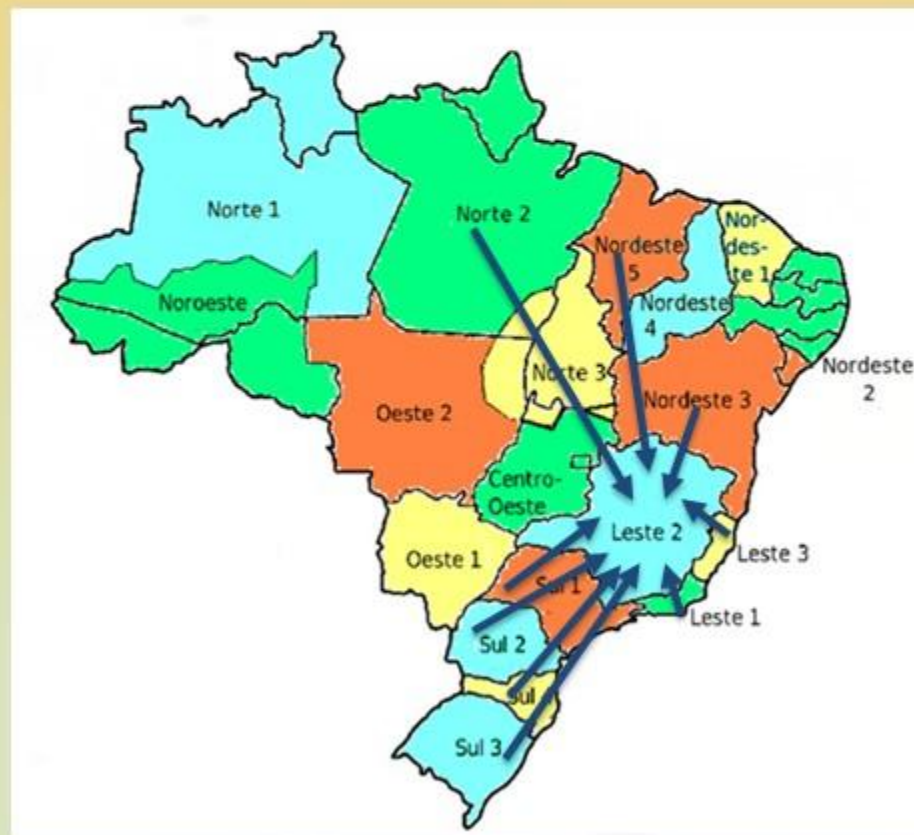 Norte 1
Norte 2
Nordeste
5
Nor-
des-
te 1
Noroeste
Nordeste
4
Norte 3
Nordeste
2
Oeste 2
Nordeste 3
Centro-
Oeste
Leste 2
Leste 3
Oeste 1
Sul 1
Leste 1
Sul 2
Sul
Sul 3